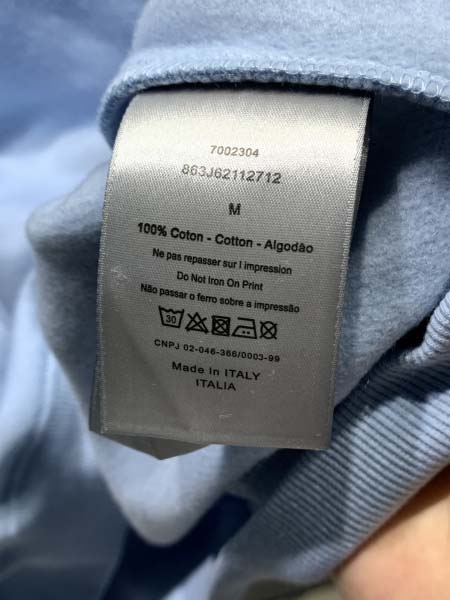 7002304
863J62112712
M
100% Coton - Cotton - Algodão
Ne pas repasser sur l impression
Do Not Iron On Print
Não passar o ferro sobre a impressão
30
CNPJ 02-046-366/0003-99
Made in ITALY
ITALIA